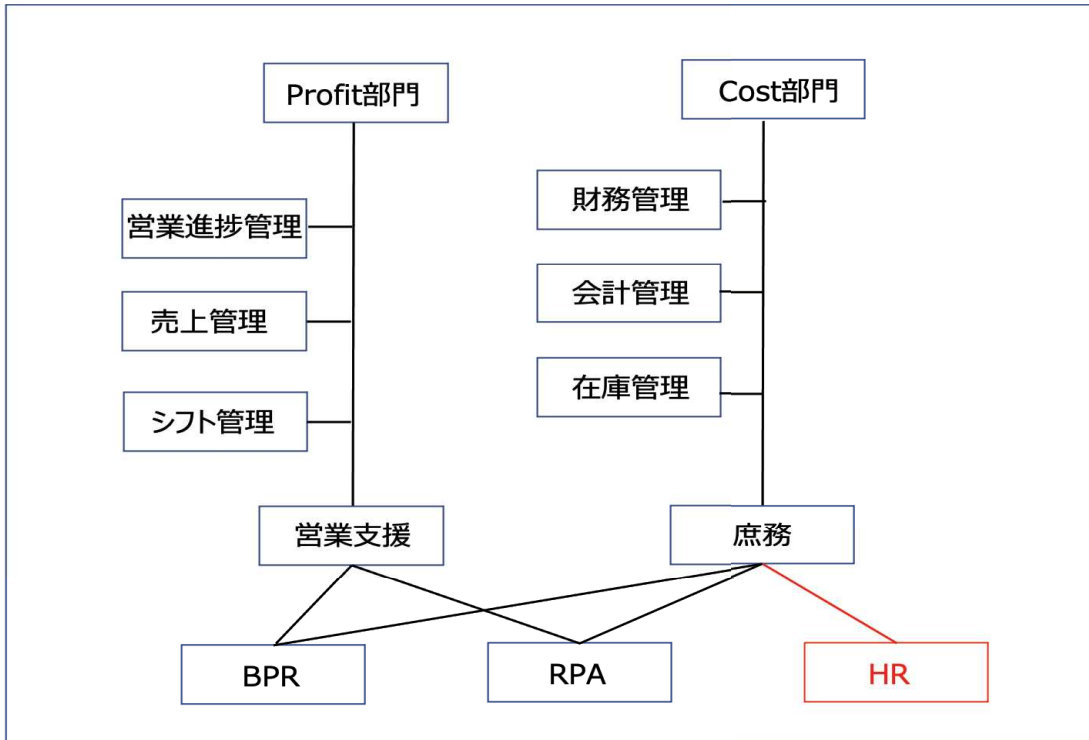 Profit部門
Cost部門
営業進捗管理
財務管理
売上管理
会計管理
シフト管理
在庫管理
営業支援
庶務
BPR
RPA
HR